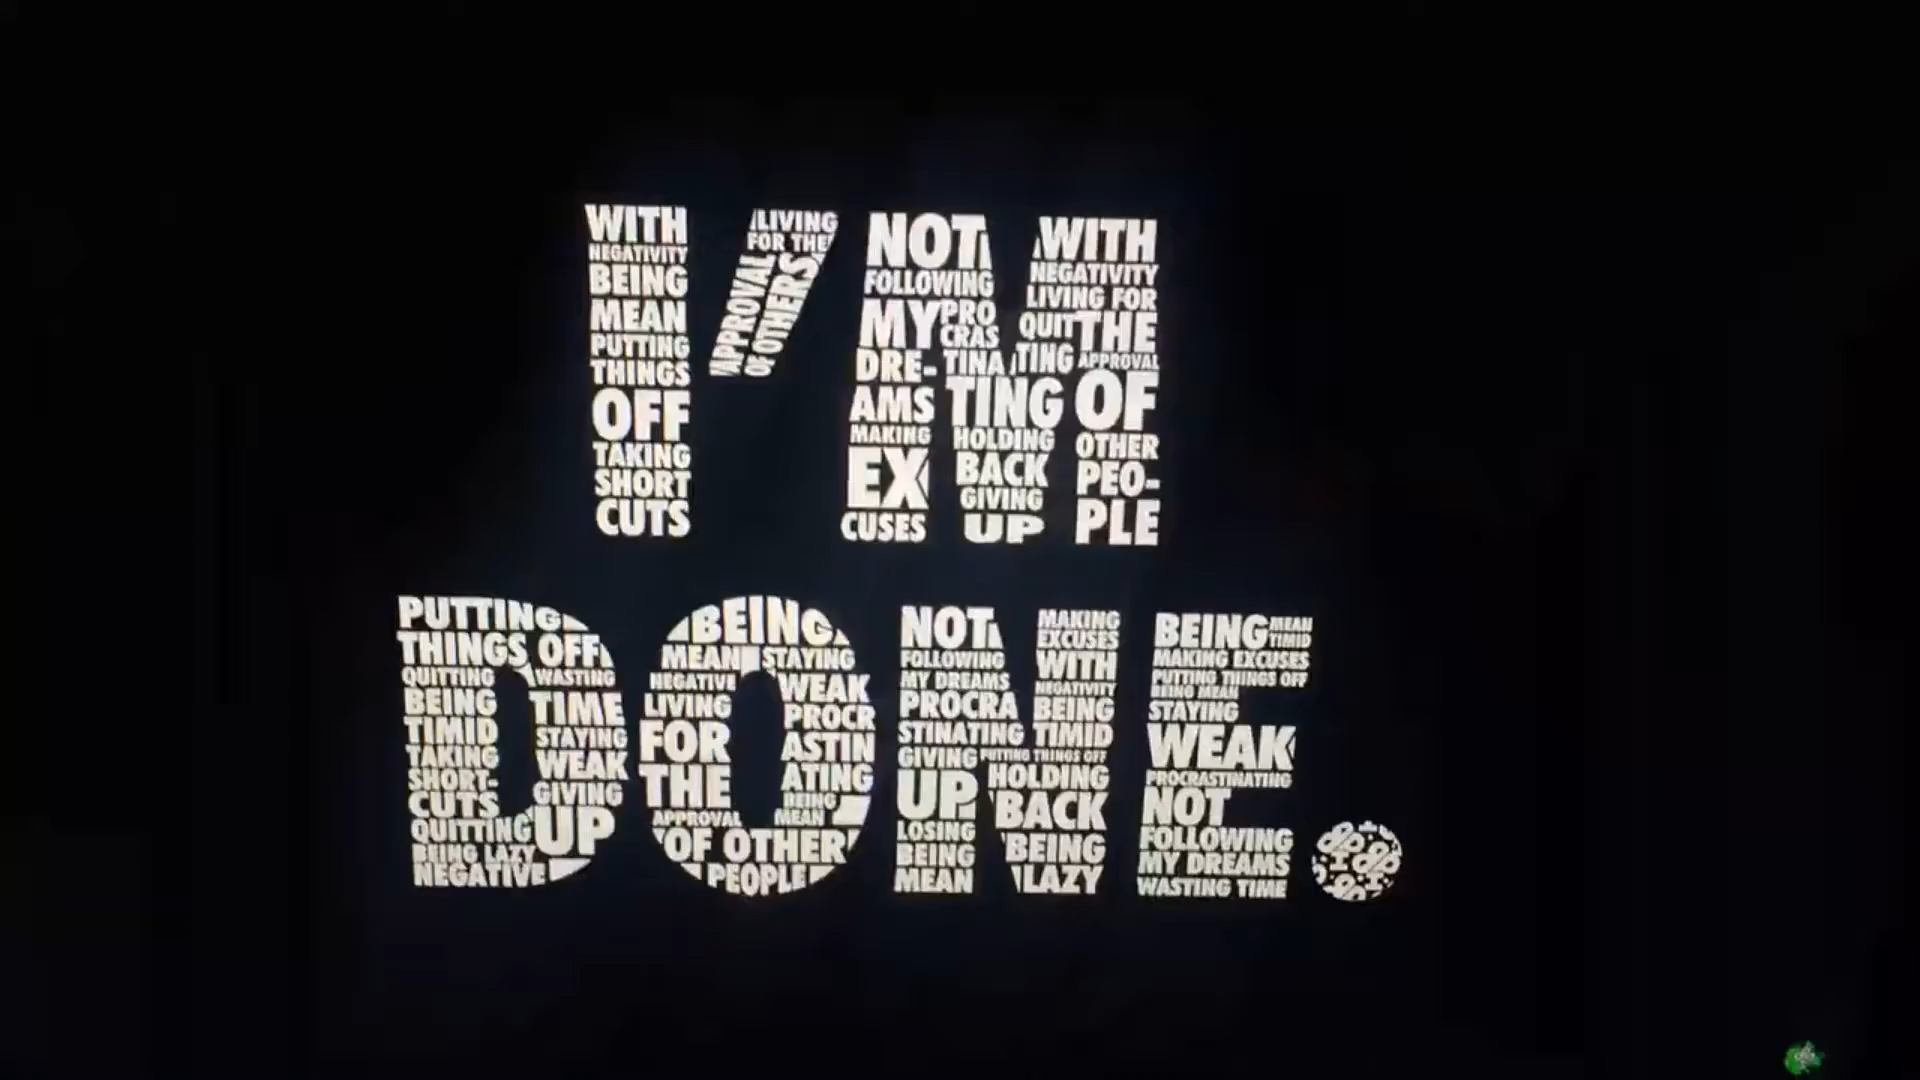 WITH
NEGATIVITY
BEING
MEAN
PUTTING
THINGS
OFF
TAKING
SHORT
CUTS
LIVING
FOR THE
APPROVAL
OF OTHERS
NOT
FOLLOWING
MY
DRE-
AMS
MAKING
EX
CUSES
PRO
CRAS
TINA
TING
HOLDING
BACK
GIVING
UP
QUIT
TING
WITH
NEGATIVITY
LIVING FOR
THE
APPROVAL
OF
OTHER
PEO-
PLE
PUTTING
THINGS OFF
QUITTING
BEING
TIMID
TAKING
SHORT-
CUTS
QUITTING
BEING LAZY
NEGATIVE
WASTING
TIME
STAYING
WEAK
GIVING
UP
BEING
MEAN
NEGATIVE
LIVING
FOR
THE
APPROVAL
OF OTHER
PEOPLE
STAYING
WEAK
PROCR
ASTIN
ATING
BEING
MEAN
NOT
FOLLOWING
MY DREAMS
PROCRA
STINATING
GIVING
UP
LOSING
BEING
MEAN
MAKING
EXCUSES
WITH
NEGATIVITY
BEING
TIMID
PUTTING THINGS OFF
HOLDING
BACK
BEING
LAZY
BEING MEAN
TIMID
MAKING EXCUSES
PUTTING THINGS OFF
BEING MEAN
STAYING
WEAK
PROCRASTINATING
NOT
FOLLOWING
MY DREAMS
WASTING TIME